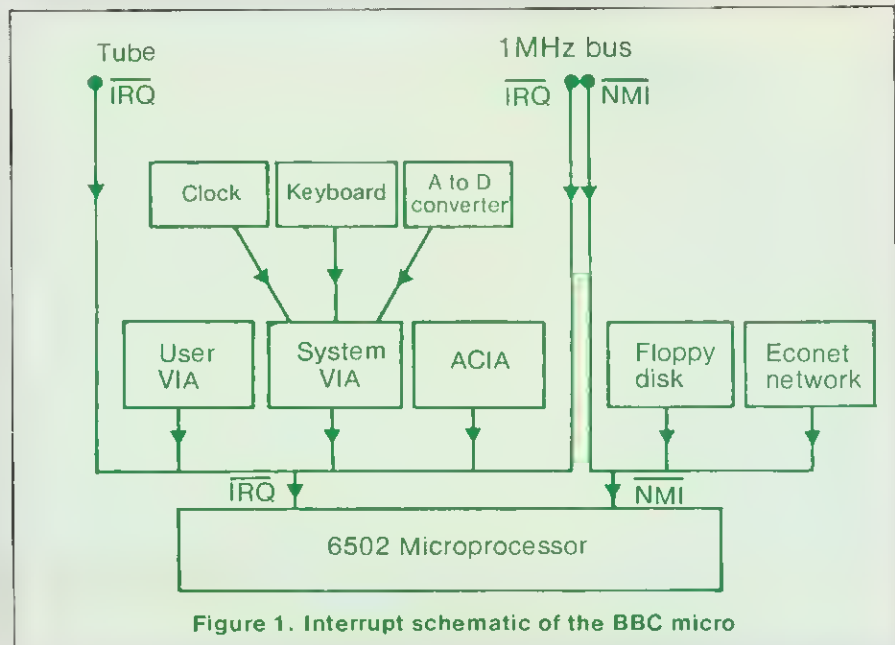 Tube
IRQ
1MHz bus
IRQ NMI
Clock
Keyboard
A to D
converter
User
VIA
System
VIA
ACIA
Floppy
disk
Econet
network
IRQ
NMI
6502 Microprocessor
Figure 1. Interrupt schematic of the BBC micro